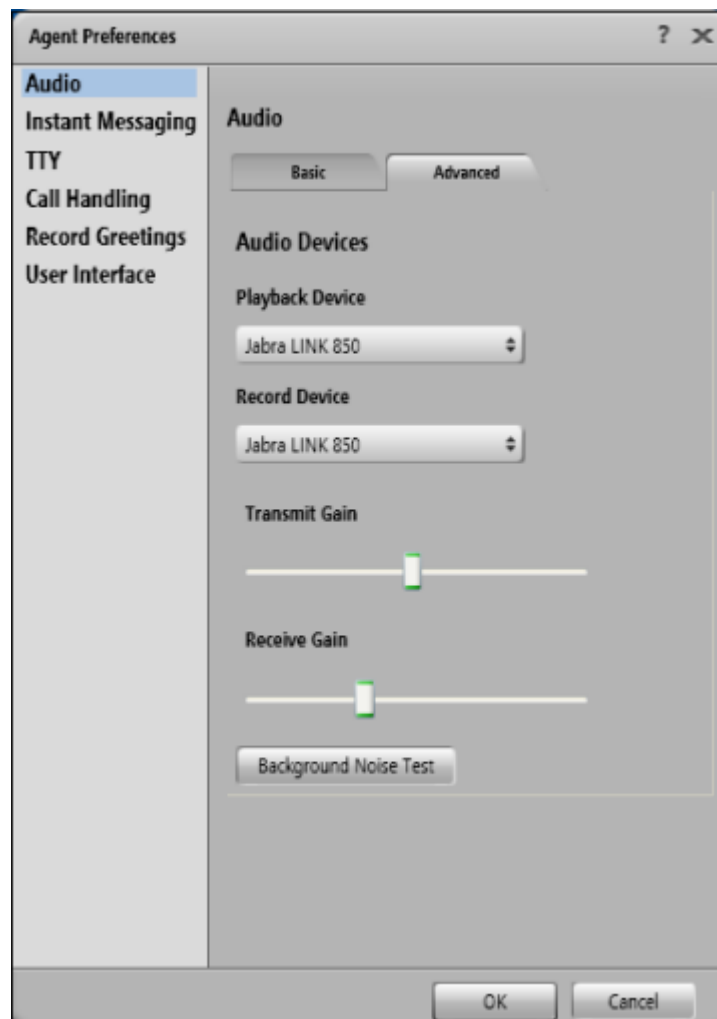 Agent Preferences
?
Audio
Instant Messaging
TTY
Call Handling
Record Greetings
User Interface
Audio
Basic
Advanced
Audio Devices
Playback Device
Jabra LINK 850
Record Device
Jabra LINK 850
Transmit Gain
Receive Gain
Background Noise Test
OK
Cancel